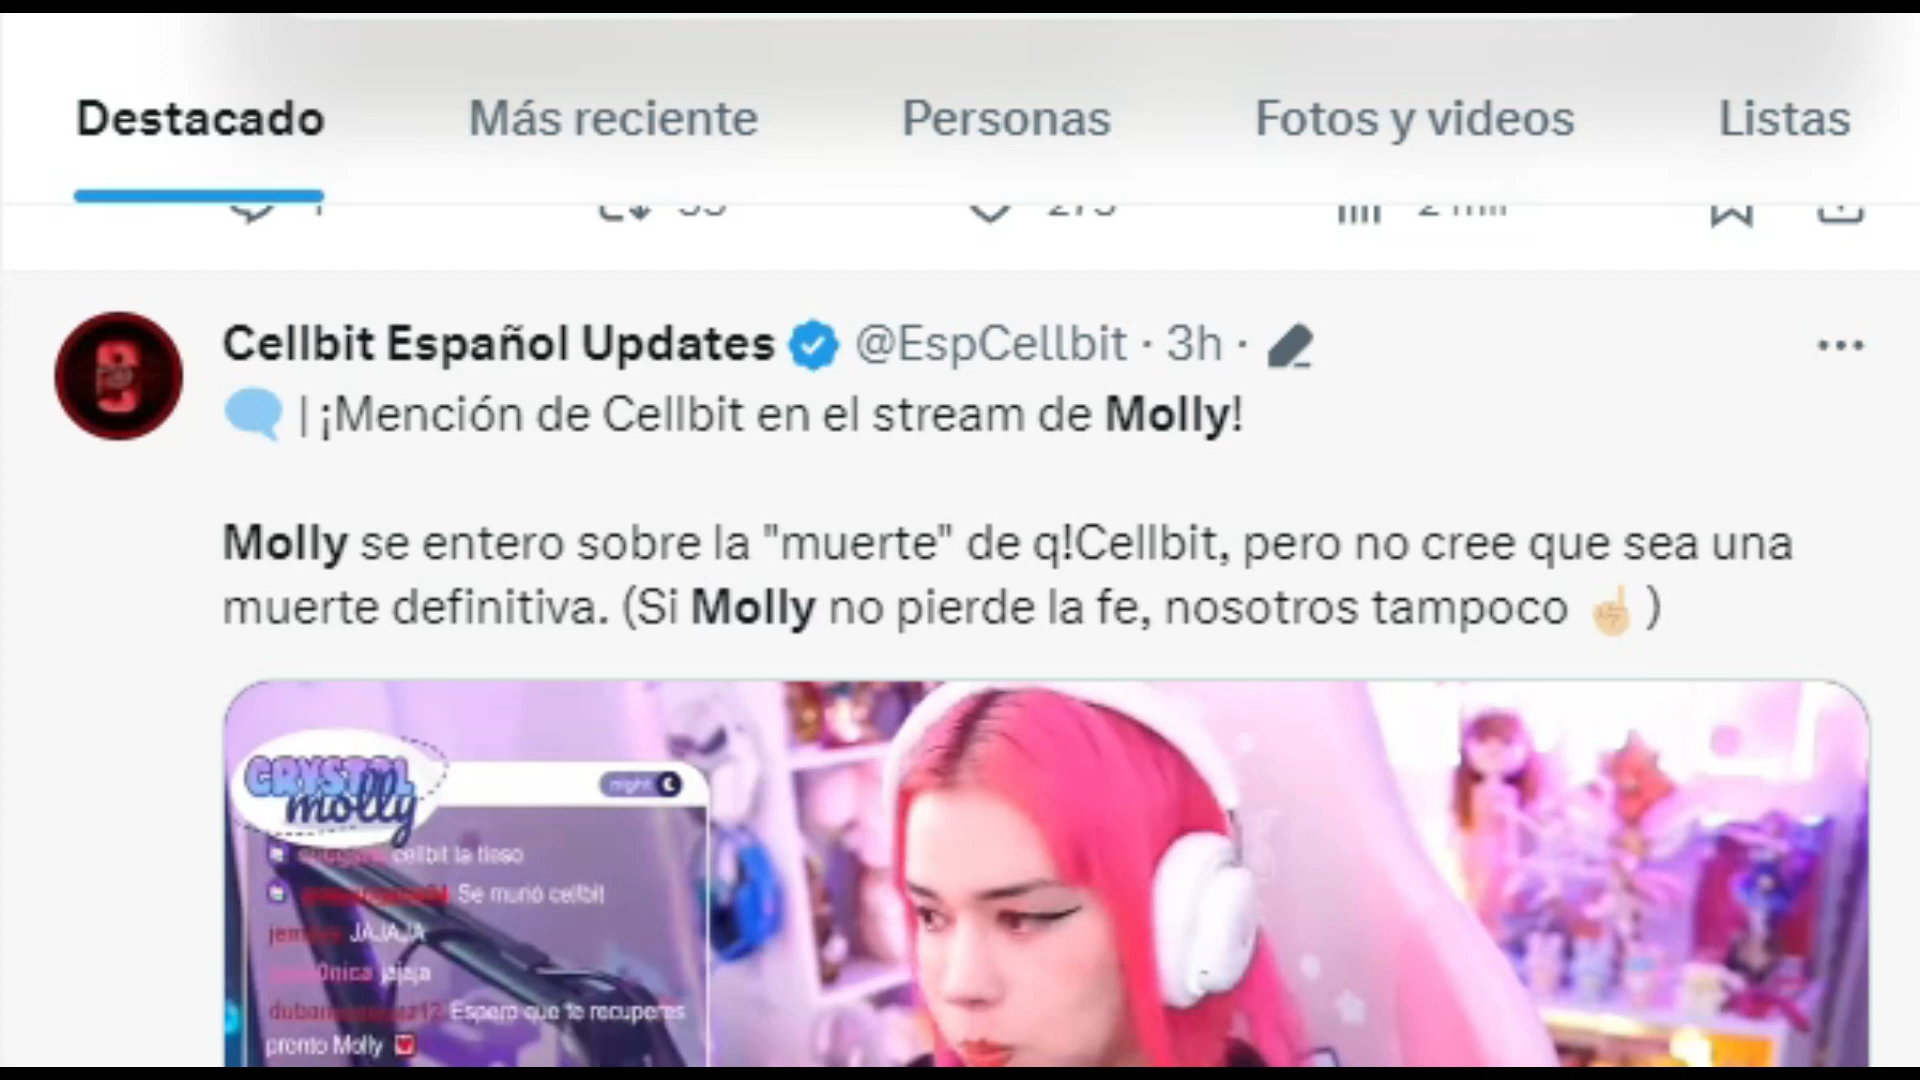 Destacado Más reciente Personas Fotos y videos Listas
Cellbit Español Updates @EspCellbit · 3h ·
| ¡Mención de Cellbit en el stream de Molly!
Molly se entero sobre la "muerte" de q!Cellbit, pero no cree que sea una
muerte definitiva. (Si Molly no pierde la fe, nosotros tampoco ☝🏼)
CRYSTAL
molly
night
cellbit la tieso
Se murió cellbit
JAJAJA
jajaja
Espero que te recuperes
pronto Molly